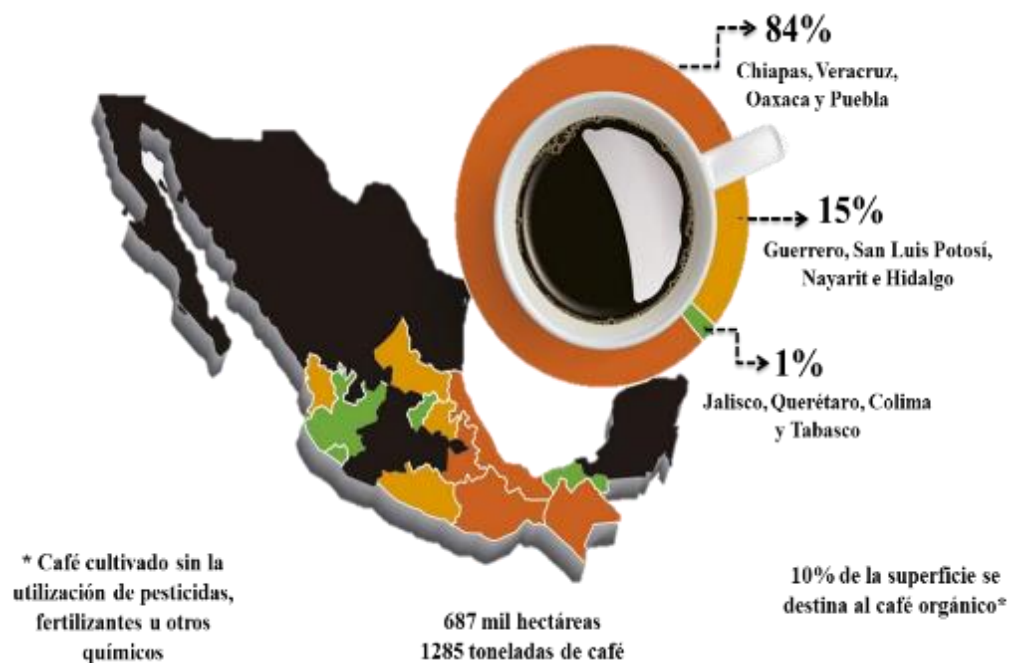 84%
Chiapas, Veracruz,
Oaxaca y Puebla
15%
Guerrero, San Luis Potosí,
Nayarit e Hidalgo
1%
Jalisco, Querétaro, Colima
y Tabasco
* Café cultivado sin la
utilización de pesticidas,
fertilizantes u otros
químicos
687 mil hectáreas
1285 toneladas de café
10% de la superficie se
destina al café orgánico*